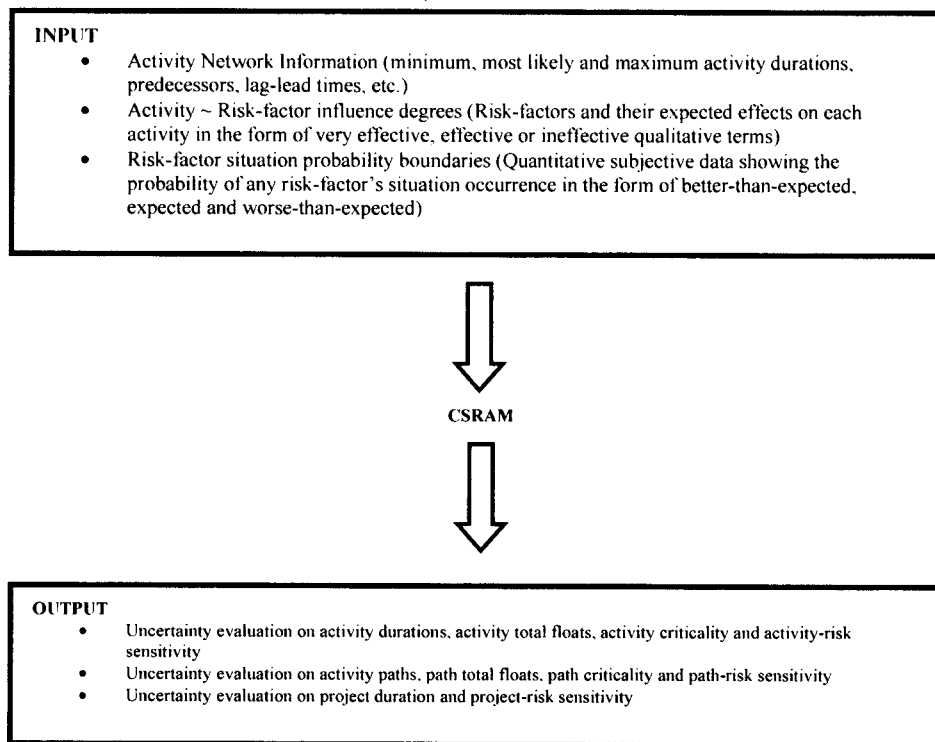 INPUT
• Activity Network Information (minimum, most likely and maximum activity durations,
predecessors, lag-lead times, etc.)
• Activity ~ Risk-factor influence degrees (Risk-factors and their expected effects on each
activity in the form of very effective, effective or ineffective qualitative terms)
• Risk-factor situation probability boundaries (Quantitative subjective data showing the
probability of any risk-factor's situation occurrence in the form of better-than-expected,
expected and worse-than-expected)
CSRAM
OUTPUT
• Uncertainty evaluation on activity durations, activity total floats, activity criticality and activity-risk
sensitivity
• Uncertainty evaluation on activity paths, path total floats, path criticality and path-risk sensitivity
• Uncertainty evaluation on project duration and project-risk sensitivity